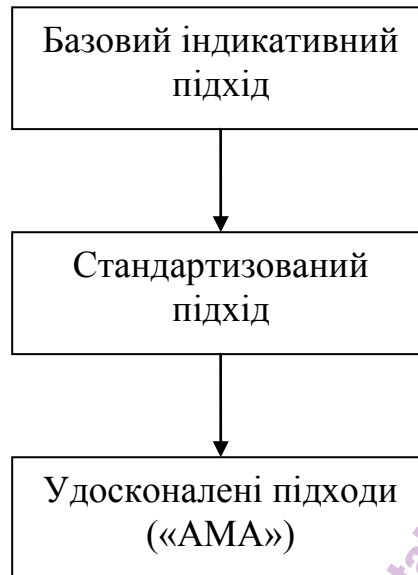 Базовий індикативний
підхід
Стандартизований
підхід
Удосконалені підходи
(«АМА»)